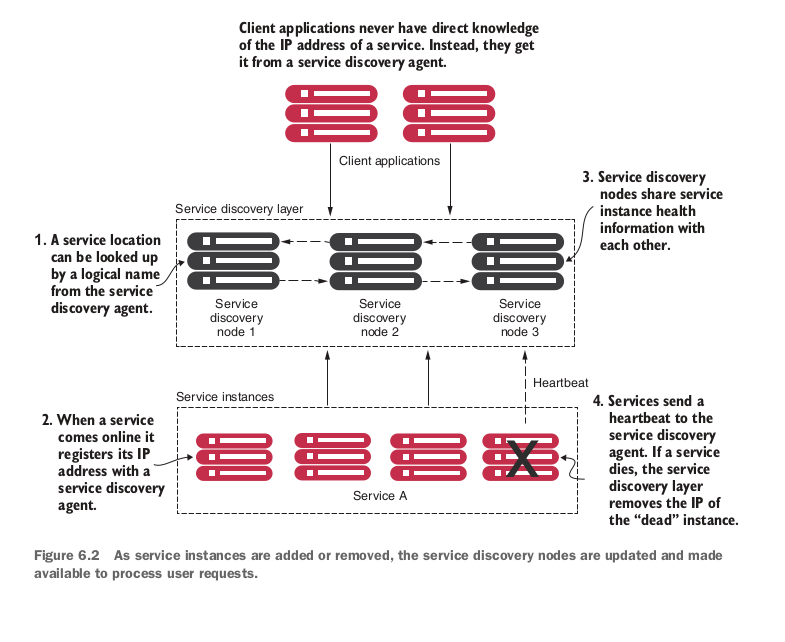 Client applications never have direct knowledge
of the IP address of a service. Instead, they get
it from a service discovery agent.
Client applications
3. Service discovery
nodes share service
instance health
information with
each other.
Service discovery layer
1. A service location
can be looked up
by a logical name
from the service
discovery agent.
Service
discovery
node 1
Service
discovery
node 2
Service
discovery
node 3
Heartbeat
Service instances
4. Services send a
heartbeat to the
service discovery
agent. If a service
dies, the service
discovery layer
removes the IP of
the “dead” instance.
2. When a service
comes online it
registers its IP
address with a
service discovery
agent.
X
Service A
Figure 6.2 As service instances are added or removed, the service discovery nodes are updated and made
available to process user requests.